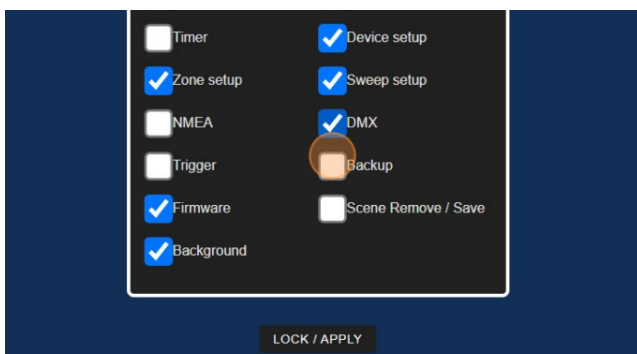 Timer
Device setup
Zone setup
Sweep setup
NMEA
DMX
Trigger
Backup
Firmware
Scene Remove / Save
Background
LOCK / APPLY